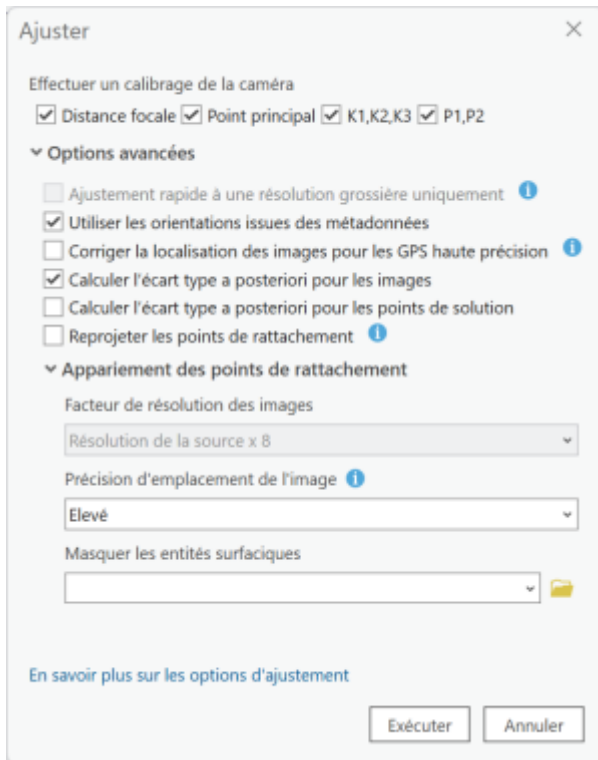 Ajuster
Effectuer un calibrage de la caméra
Distance focale Point principal K1,K2,K3 P1,P2
Options avancées
Ajustement rapide à une résolution grossière uniquement
Utiliser les orientations issues des métadonnées
Corriger la localisation des images pour les GPS haute précision
Calculer l'écart type a posteriori pour les images
Calculer l'écart type a posteriori pour les points de solution
Reprojeter les points de rattachement
Appariement des points de rattachement
Facteur de résolution des images
Résolution de la source x 8
Précision d'emplacement de l'image
Elevé
Masquer les entités surfaciques
En savoir plus sur les options d'ajustement
Exécuter Annuler